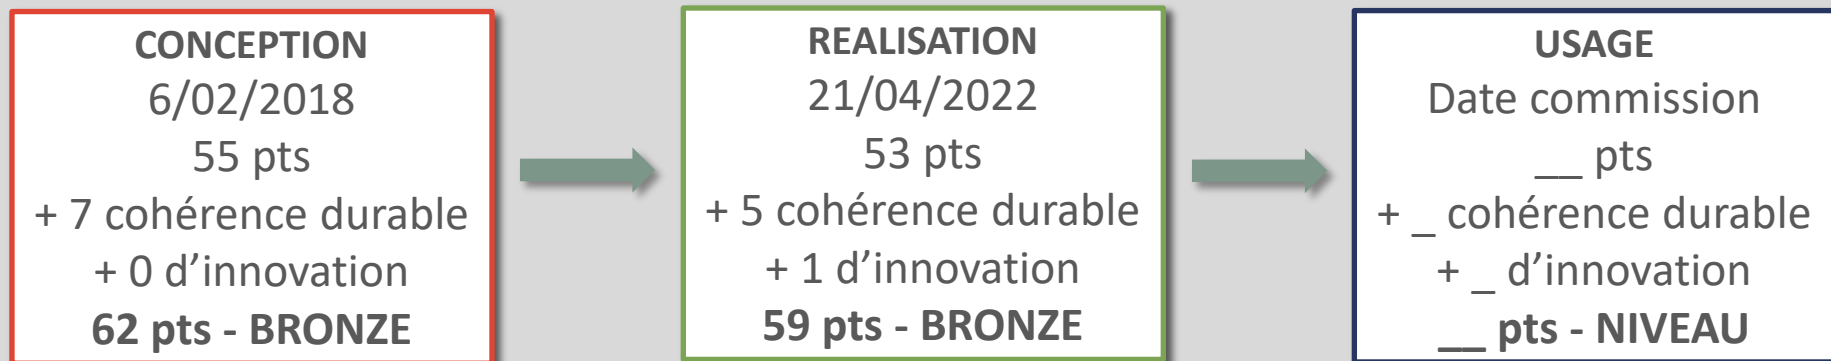 CONCEPTION
6/02/2018
55 pts
+ 7 cohérence durable
+ 0 d’innovation
62 pts - BRONZE
REALISATION
21/04/2022
53 pts
+ 5 cohérence durable
+ 1 d’innovation
59 pts - BRONZE
USAGE
Date commission
__ pts
+ _ cohérence durable
+ _ d’innovation
__ pts - NIVEAU